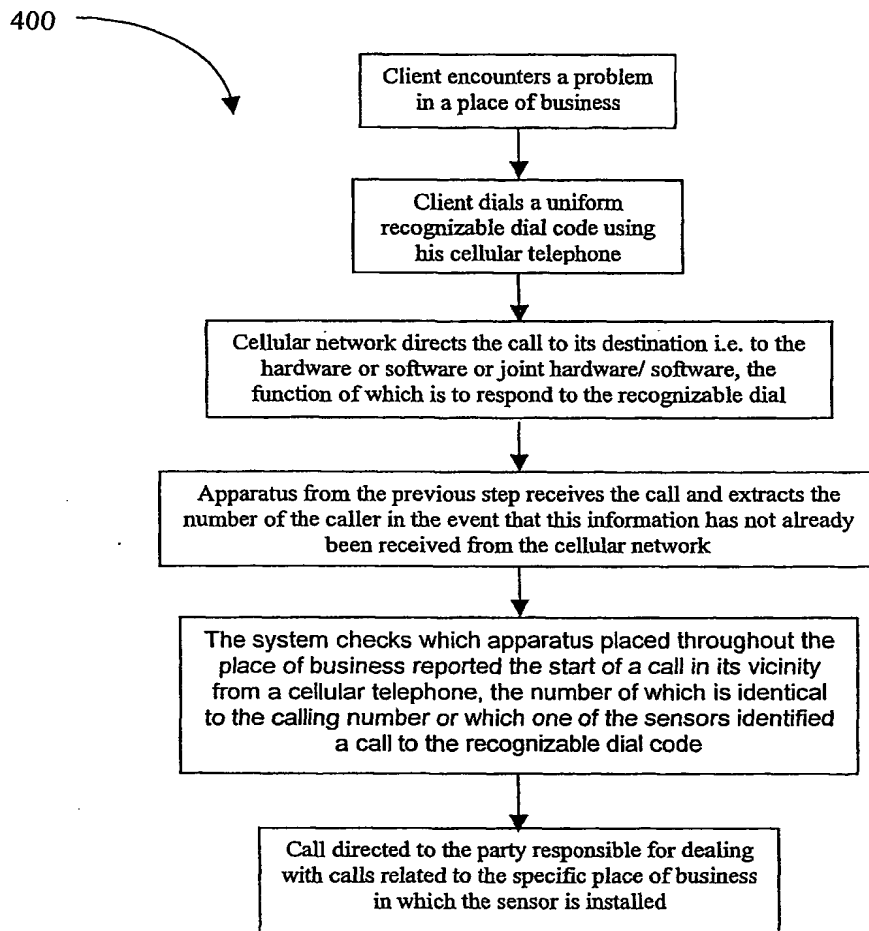 400
Client encounters a problem
in a place of business
Client dials a uniform
recognizable dial code using
his cellular telephone
Cellular network directs the call to its destination i.e. to the
hardware or software or joint hardware/ software, the
function of which is to respond to the recognizable dial
Apparatus from the previous step receives the call and extracts the
number of the caller in the event that this information has not already
been received from the cellular network
The system checks which apparatus placed throughout the
place of business reported the start of a call in its vicinity
from a cellular telephone, the number of which is identical
to the calling number or which one of the sensors identified
a call to the recognizable dial code
Call directed to the party responsible for dealing
with calls related to the specific place of business
in which the sensor is installed